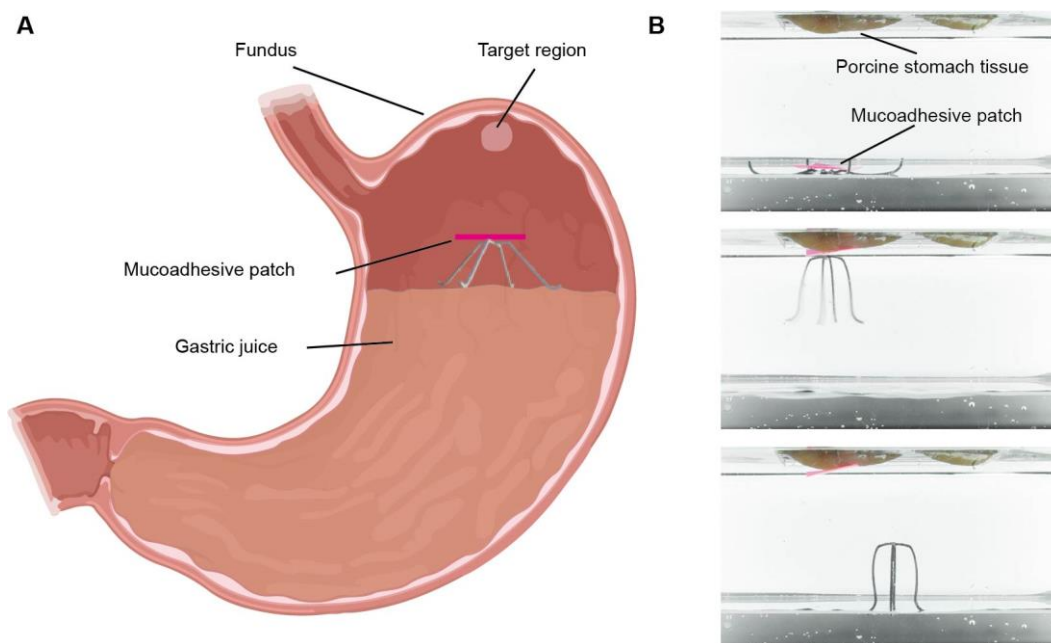 A
Fundus
Target region
Mucoadhesive patch
Gastric juice
B
Porcine stomach tissue
Mucoadhesive patch